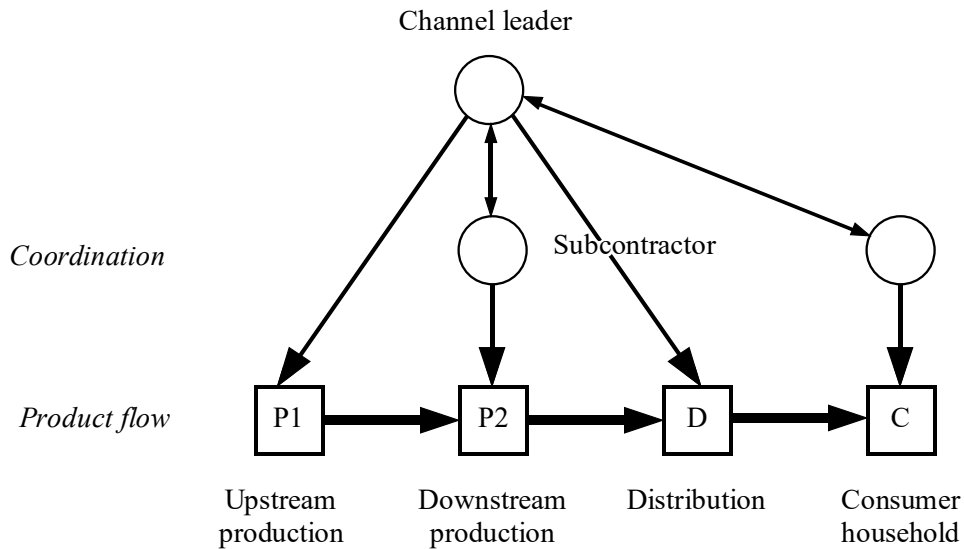 Channel leader
Coordination
Subcontractor
Product flow
P1
P2
D
C
Upstream
production
Downstream
production
Distribution
Consumer
household